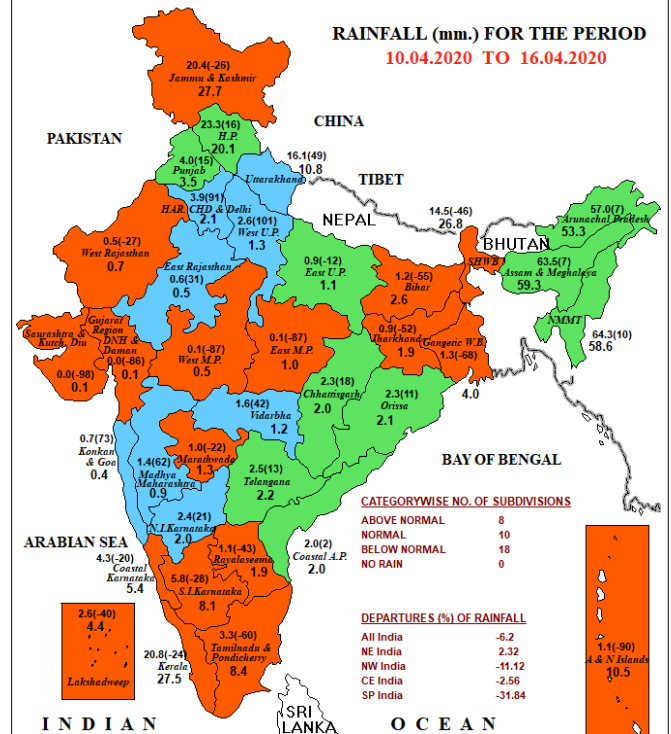 RAINFALL (mm.) FOR THE PERIOD
10.04.2020 TO 16.04.2020
20.4(-26)
Jammu & Kashmir
27.7
CHINA
23.3(16)
H.P.
20.1
PAKISTAN
4.0(15)
Punjab
3.5
16.1(49)
10.8
Uttarakhand
TIBET
3.9(91)
HAR. CHD & Delhi
2.1
2.6(101)
West U.P.
1.3
NEPAL
14.5(-46)
26.8
SHWB
BHUTAN
57.0(7)
Arunachal Pradesh
53.3
0.5(-27)
West Rajasthan
0.7
East Rajasthan
0.6(31)
0.5
0.9(-12)
East U.P.
1.1
1.2(-55)
Bihar
2.6
63.5(7)
Assam & Meghalaya
59.3
NMMT
64.3(10)
58.6
Saurashtra &
Kutch, Diu
0.0(-98)
0.1
Gujarat
Region
DNH &
Daman
0.0(-86)
0.1
0.1(-87)
West M.P.
0.5
0.1(-87)
East M.P.
1.0
0.9(-52)
Jharkhand
1.9
Gangetic W.B.
1.3(-68)
4.0
2.3(18)
Chhattisgarh
2.0
2.3(11)
Orissa
2.1
1.6(42)
Vidarbha
1.2
0.7(73)
Konkan
& Goa
0.4
1.4(62)
Madhya
Maharashtra
0.9
1.0(-22)
Marathwada
1.3
2.5(13)
Telangana
2.2
BAY OF BENGAL
2.4(21)
N.I.Karnataka
2.0
ARABIAN SEA
4.3(-20)
Coastal
Karnataka
5.4
1.1(-43)
Rayalaseema
1.9
2.0(2)
Coastal A.P.
2.0
5.8(-28)
S.I.Karnataka
8.1
CATEGORYWISE NO. OF SUBDIVISIONS
ABOVE NORMAL 8
NORMAL 10
BELOW NORMAL 18
NO RAIN 0
2.6(-40)
4.4
Lakshadweep
20.8(-24)
Kerala
27.5
3.3(-60)
Tamilnadu &
Pondicherry
8.4
DEPARTURES (%) OF RAINFALL
All India -6.2
NE India 2.32
NW India -11.12
CE India -2.56
SP India -31.84
1.1(-90)
A & N Islands
10.5
SRI
LANKA
INDIAN OCEAN